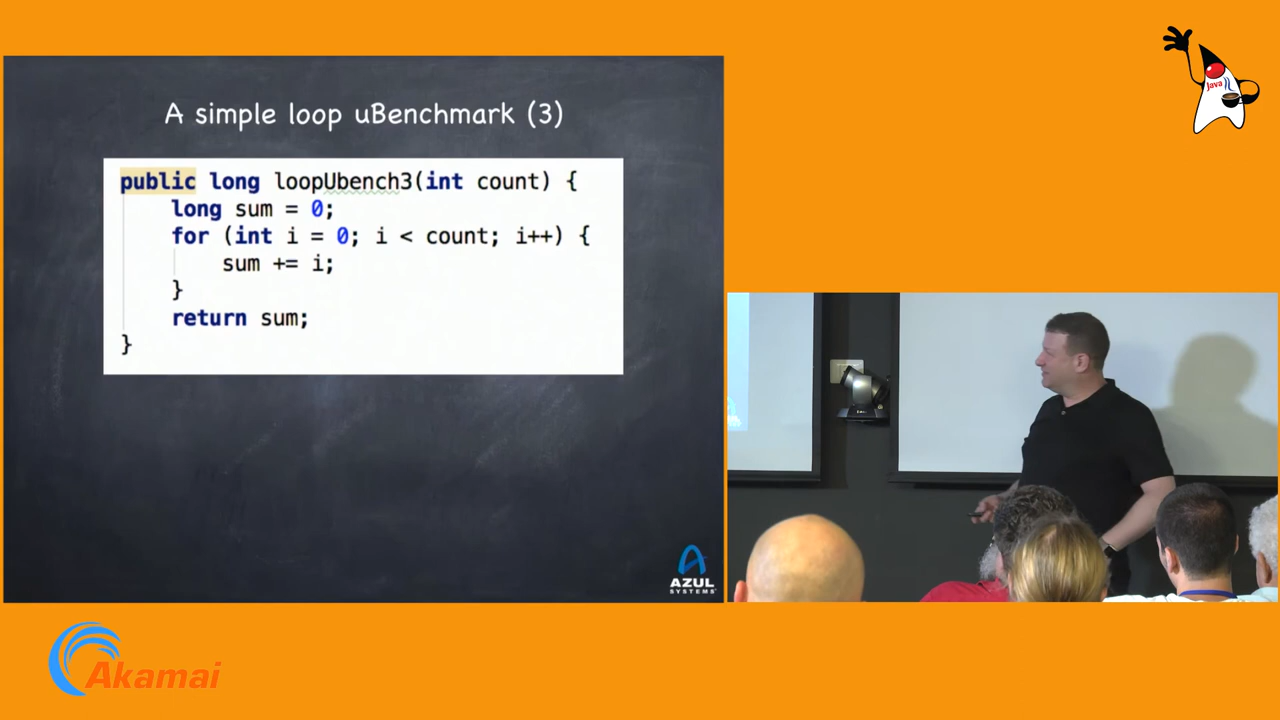 A simple loop uBenchmark (3)
public long loopUbench3(int count) {
long sum = 0;
for (int i = 0; i < count; i++) {
sum += i;
}
return sum;
}
AZUL
SYSTEMS
Java
Akamai